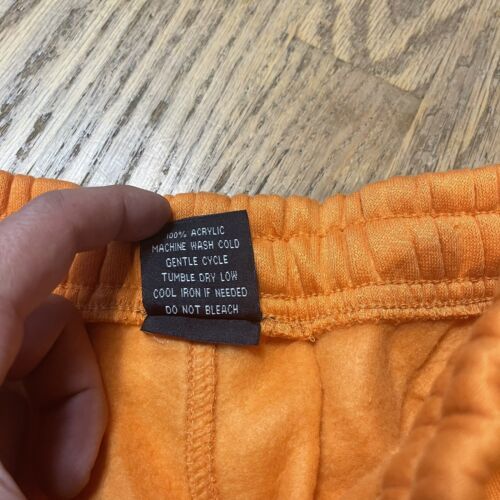 100% ACRYLIC
MACHINE WASH COLD
GENTLE CYCLE
TUMBLE DRY LOW
COOL IRON IF NEEDED
DO NOT BLEACH